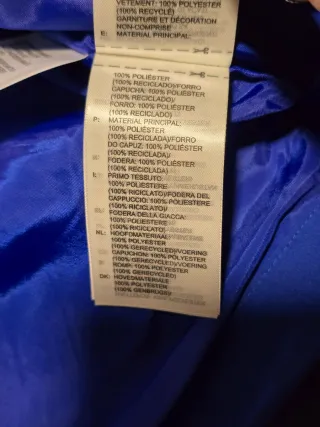 VÊTEMENT: 100% POLYESTER
(100% RECYCLÉ)
GARNITURE ET DÉCORATION
NON-COMPRISE
E: MATERIAL PRINCIPAL:
100% POLIÉSTER
(100% RECICLADO)/FORRO
CAPUCHA: 100% POLIÉSTER
(100% RECICLADO)/
FORRO: 100% POLIÉSTER
(100% RECICLADO)
P: MATERIAL PRINCIPAL:
100% POLIÉSTER
(100% RECICLADA)/FORRO
DO CAPUZ: 100% POLIÉSTER
(100% RECICLADA)/
FODERA: 100% POLIÉSTER
(100% RECICLADA)
I: PRIMO TESSUTO:
100% POLIESTERE
(100% RICICLATO)/FODERA DEL
CAPPUCCIO: 100% POLIESTERE
(100% RICICLATO)/
FODERA DELLA GIACCA:
100% POLIESTERE
(100% RICICLATO)
NL: HOOFDMATERIAAL:
100% POLYESTER
(100% GERECYCLED)/VOERING
CAPUCHON: 100% POLYESTER
(100% GERECYCLED)/VOERING
ROMP: 100% POLYESTER
(100% GERECYCLED)
DK: HOVEDMATERIALE
100% POLYESTER
(100% GENBRUGT)/